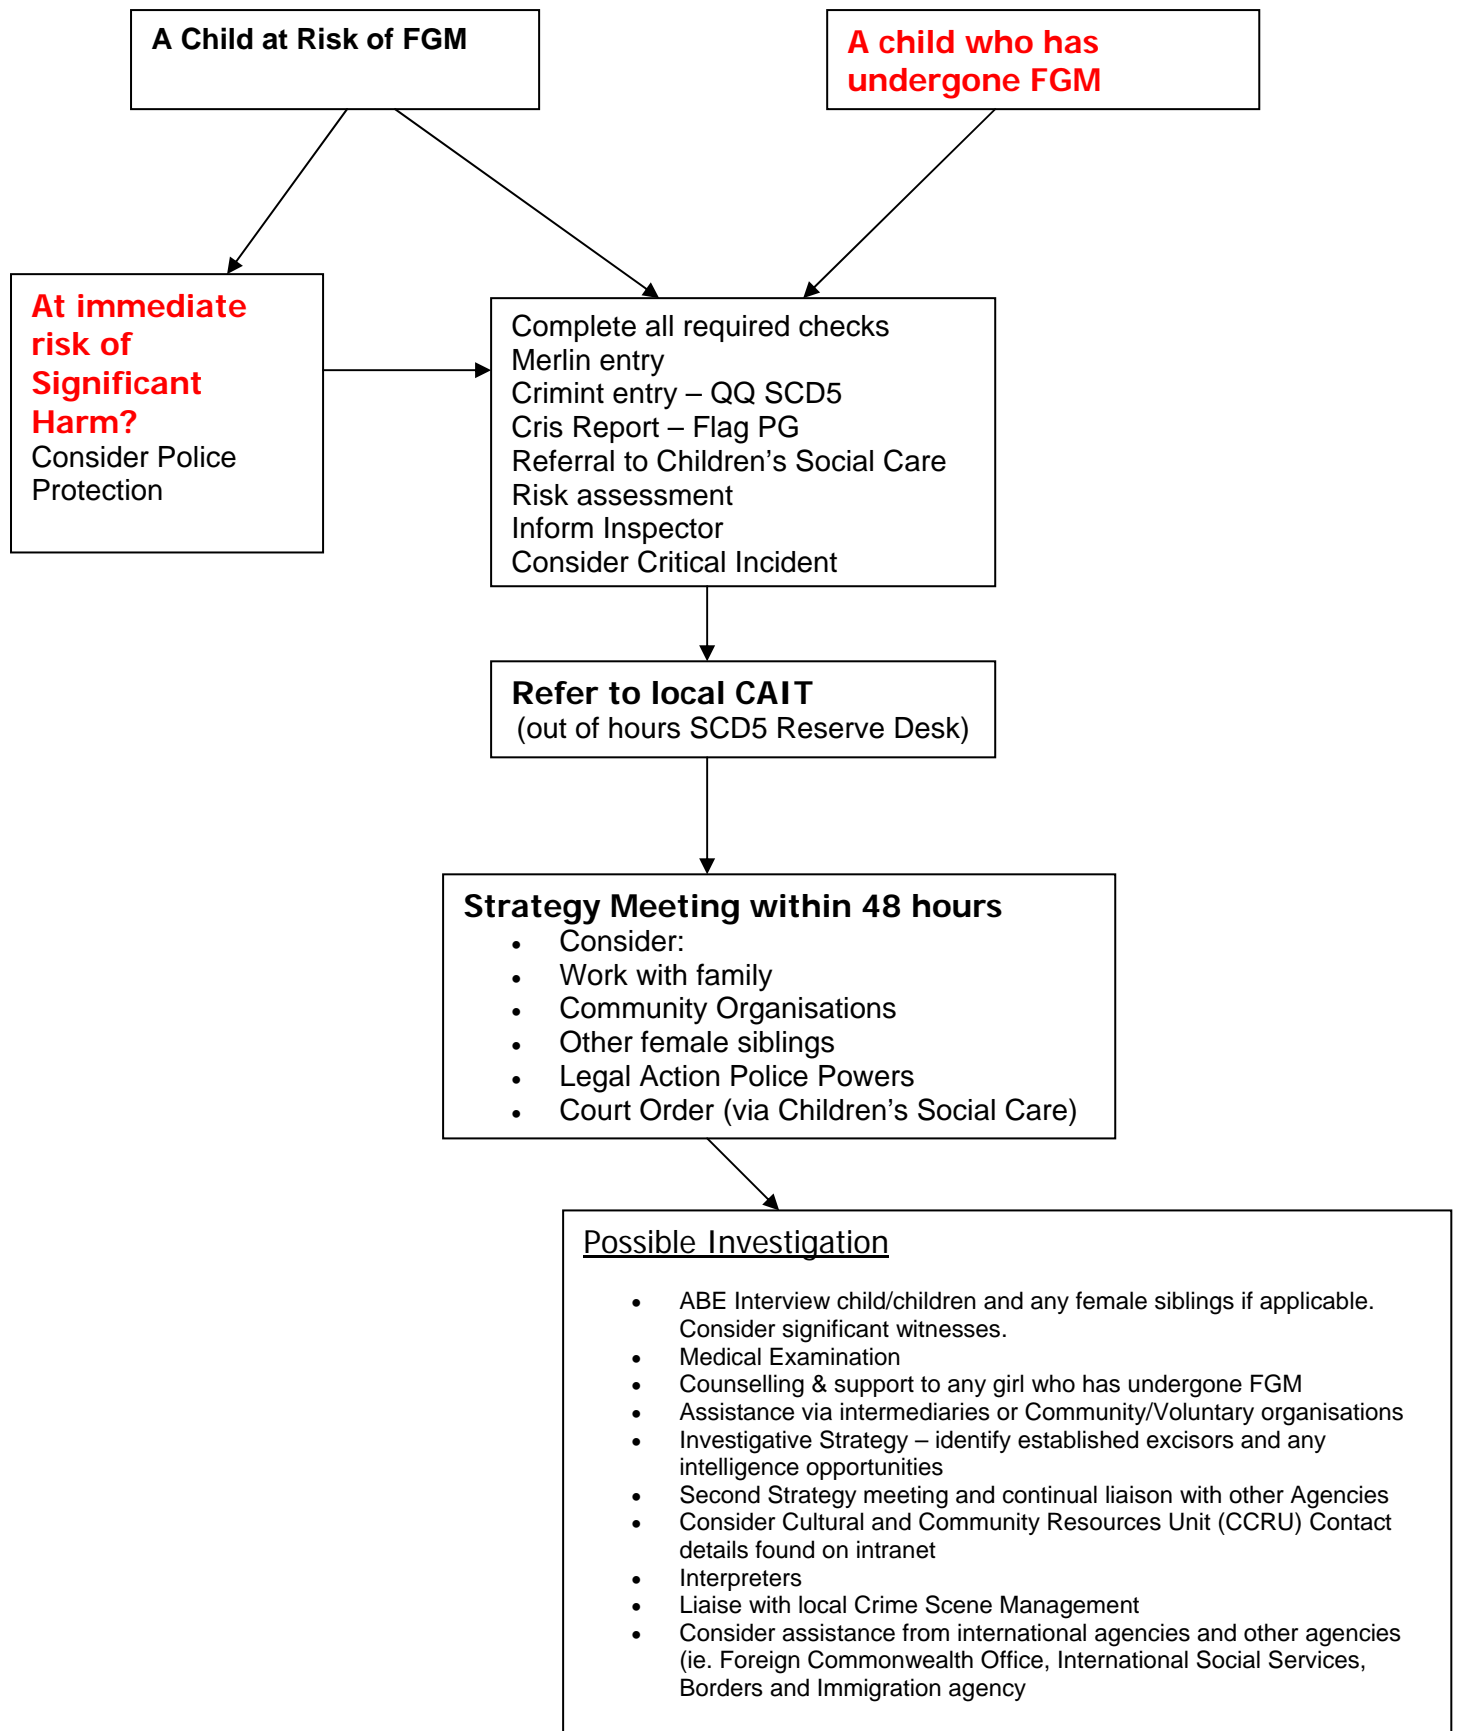 A Child at Risk of FGM
A child who has
undergone FGM
At immediate
risk of
Significant
Harm?
Consider Police
Protection
Complete all required checks
Merlin entry
Crimint entry – QQ SCD5
Cris Report – Flag PG
Referral to Children’s Social Care
Risk assessment
Inform Inspector
Consider Critical Incident
Refer to local CAIT
(out of hours SCD5 Reserve Desk)
Strategy Meeting within 48 hours
• Consider:
• Work with family
• Community Organisations
• Other female siblings
• Legal Action Police Powers
• Court Order (via Children’s Social Care)
Possible Investigation
• ABE Interview child/children and any female siblings if applicable.
Consider significant witnesses.
• Medical Examination
• Counselling & support to any girl who has undergone FGM
• Assistance via intermediaries or Community/Voluntary organisations
• Investigative Strategy – identify established excisors and any
intelligence opportunities
• Second Strategy meeting and continual liaison with other Agencies
• Consider Cultural and Community Resources Unit (CCRU) Contact
details found on intranet
• Interpreters
• Liaise with local Crime Scene Management
• Consider assistance from international agencies and other agencies
(ie. Foreign Commonwealth Office, International Social Services,
Borders and Immigration agency